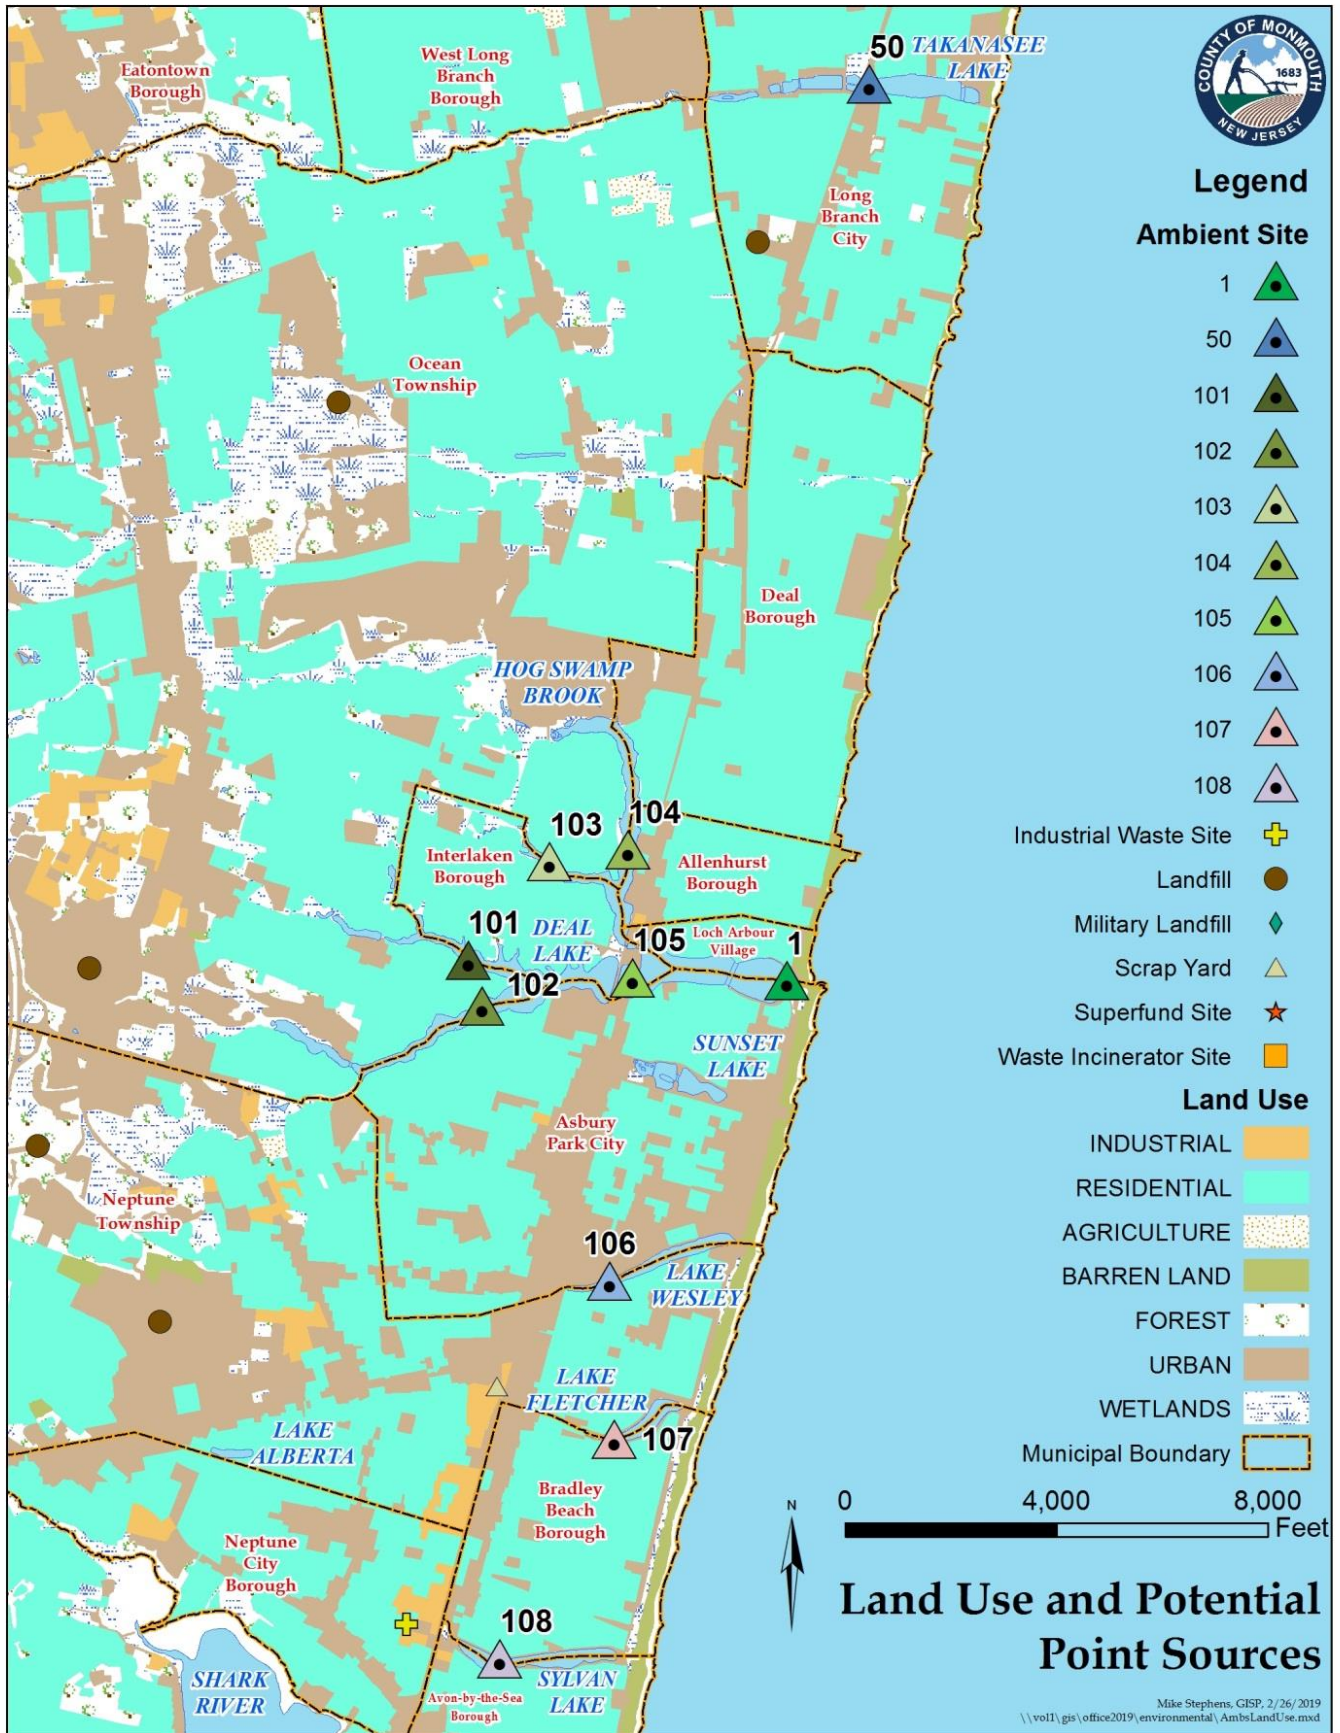 Eatontown
Borough
West Long
Branch
Borough
50
TAKANASEE
LAKE
COUNTY OF MONMOUTH
1683
NEW JERSEY
Long
Branch
City
Ocean
Township
Deal
Borough
HOG SWAMP
BROOK
103
104
Interlaken
Borough
Allenhurst
Borough
101
DEAL
LAKE
105
Loch Arbour
Village
1
102
SUNSET
LAKE
Asbury
Park City
Neptune
Township
106
LAKE
WESLEY
LAKE
FLETCHER
107
LAKE
ALBERTA
Bradley
Beach
Borough
Neptune
City
Borough
108
SHARK
RIVER
Avon-by-the-Sea
Borough
SYLVAN
LAKE
Legend
Ambient Site
1
50
101
102
103
104
105
106
107
108
Industrial Waste Site
Landfill
Military Landfill
Scrap Yard
Superfund Site
Waste Incinerator Site
Land Use
INDUSTRIAL
RESIDENTIAL
AGRICULTURE
BARREN LAND
FOREST
URBAN
WETLANDS
Municipal Boundary
N
0 4,000 8,000
Feet
Land Use and Potential
Point Sources
Mike Stephens, GISP, 2/26/2019
\\vol1\gis\office2019\environmental\AmbsLandUse.mxd